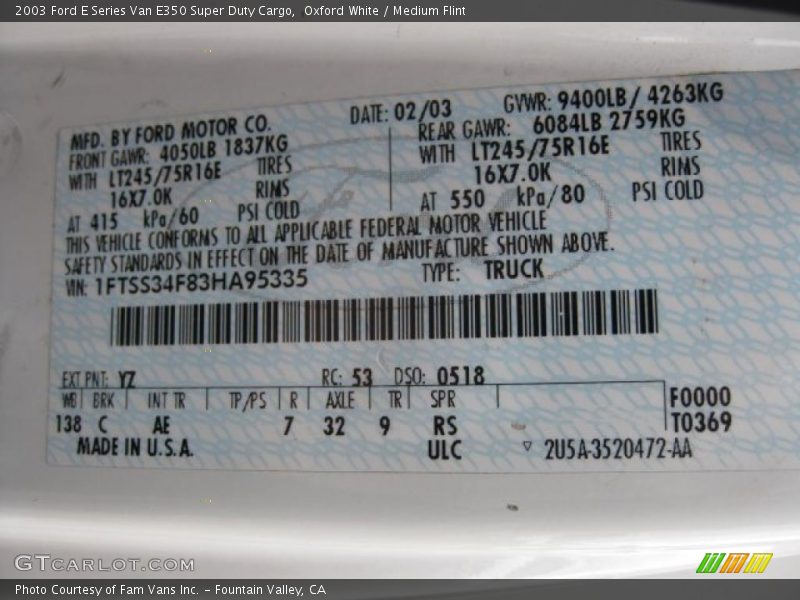 2003 Ford E Series Van E350 Super Duty Cargo,  Oxford White / Medium Flint
MFD. BY FORD MOTOR CO.
DATE: 02/03
GVWR: 9400LB / 4263KG
FRONT GAWR: 4050LB 1837KG
REAR GAWR: 6084LB 2759KG
WITH LT245/75R16E TIRES
WITH LT245/75R16E TIRES
16X7.0K RIMS
16X7.0K RIMS
AT 415 kPa/60 PSI COLD
AT 550 kPa/80 PSI COLD
THIS VEHICLE CONFORMS TO ALL APPLICABLE FEDERAL MOTOR VEHICLE
SAFETY STANDARDS IN EFFECT ON THE DATE OF MANUFACTURE SHOWN ABOVE.
VIN: 1FTSS34F83HA95335
TYPE: TRUCK
EXT PNT: YZ RC: 53 DSO: 0518
WB BRK INT TR TP/PS R AXLE TR SPR F0000
138 C AE 7 32 9 RS T0369
MADE IN U.S.A. ULC ▽ 2U5A-3520472-AA
GTCARLOT.COM
Photo Courtesy of Fam Vans Inc. – Fountain Valley, CA